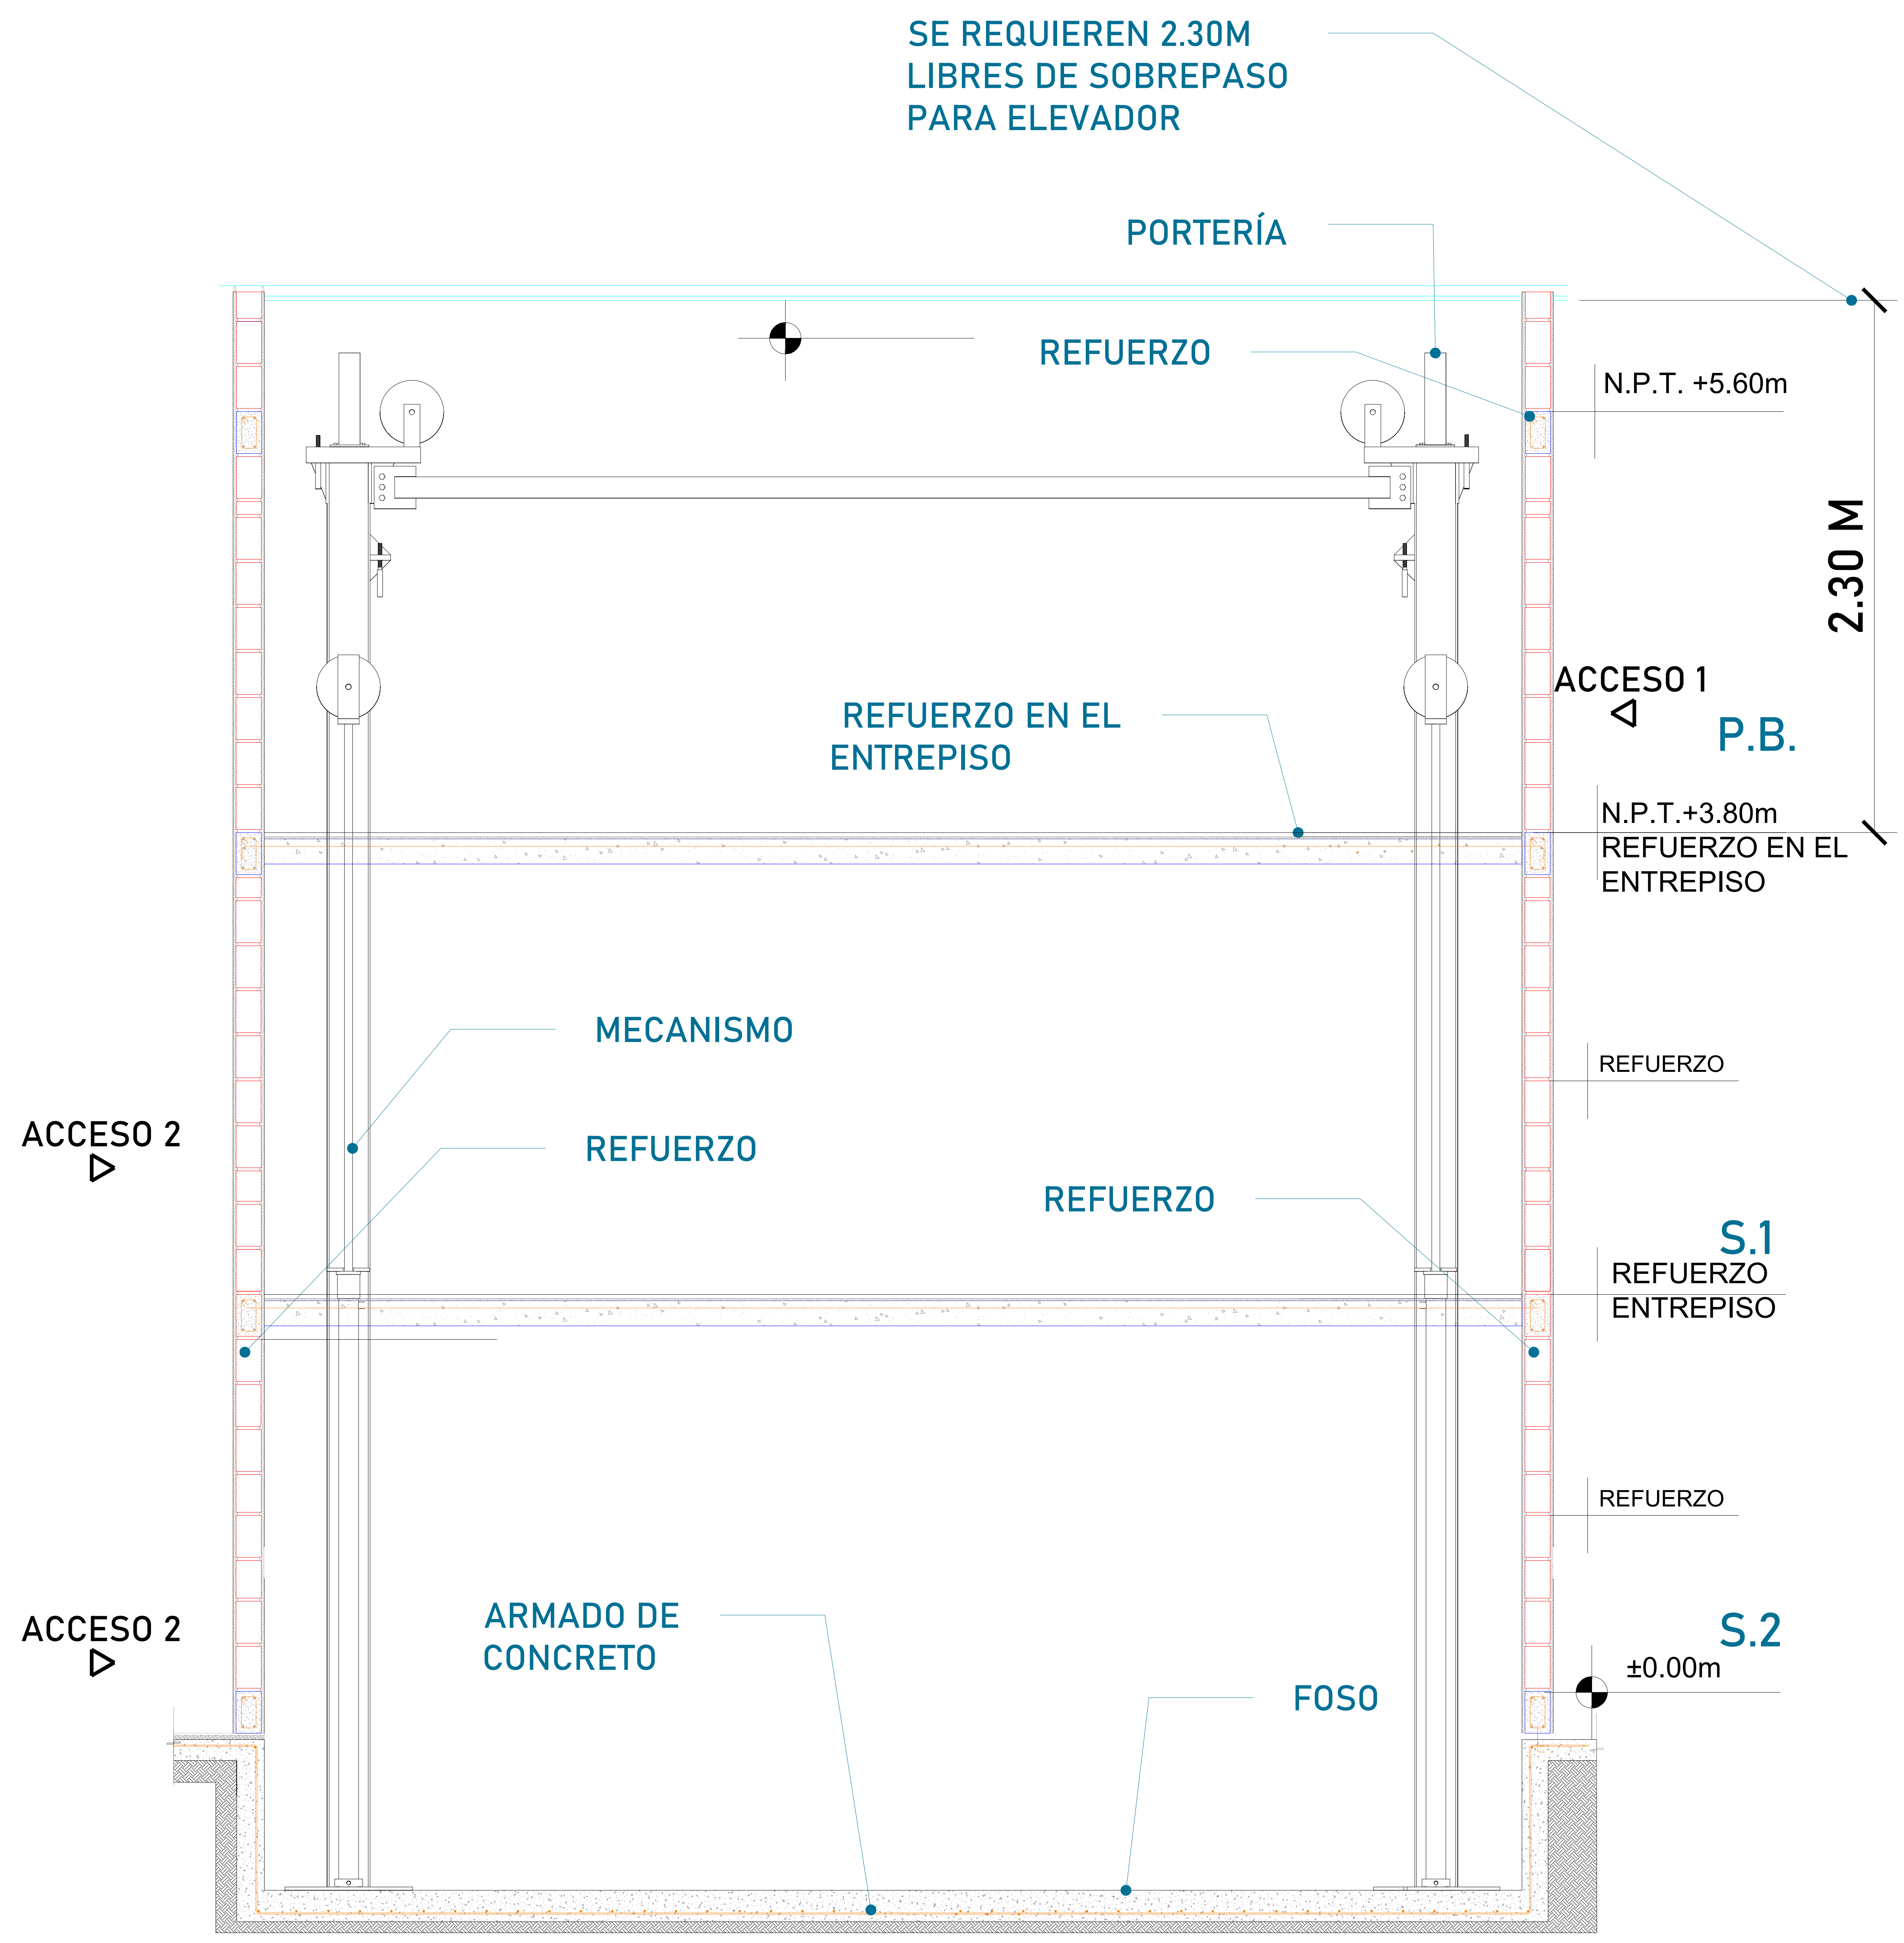 SE REQUIEREN 2.30M
LIBRES DE SOBREPASO
PARA ELEVADOR
PORTERÍA
REFUERZO
N.P.T. +5.60m
2.30 M
ACCESO 1
REFUERZO EN EL
ENTREPISO
P.B.
N.P.T.+3.80m
REFUERZO EN EL
ENTREPISO
MECANISMO
REFUERZO
ACCESO 2
REFUERZO
REFUERZO
S.1
REFUERZO
ENTREPISO
REFUERZO
ARMADO DE
CONCRETO
ACCESO 2
S.2
±0.00m
FOSO